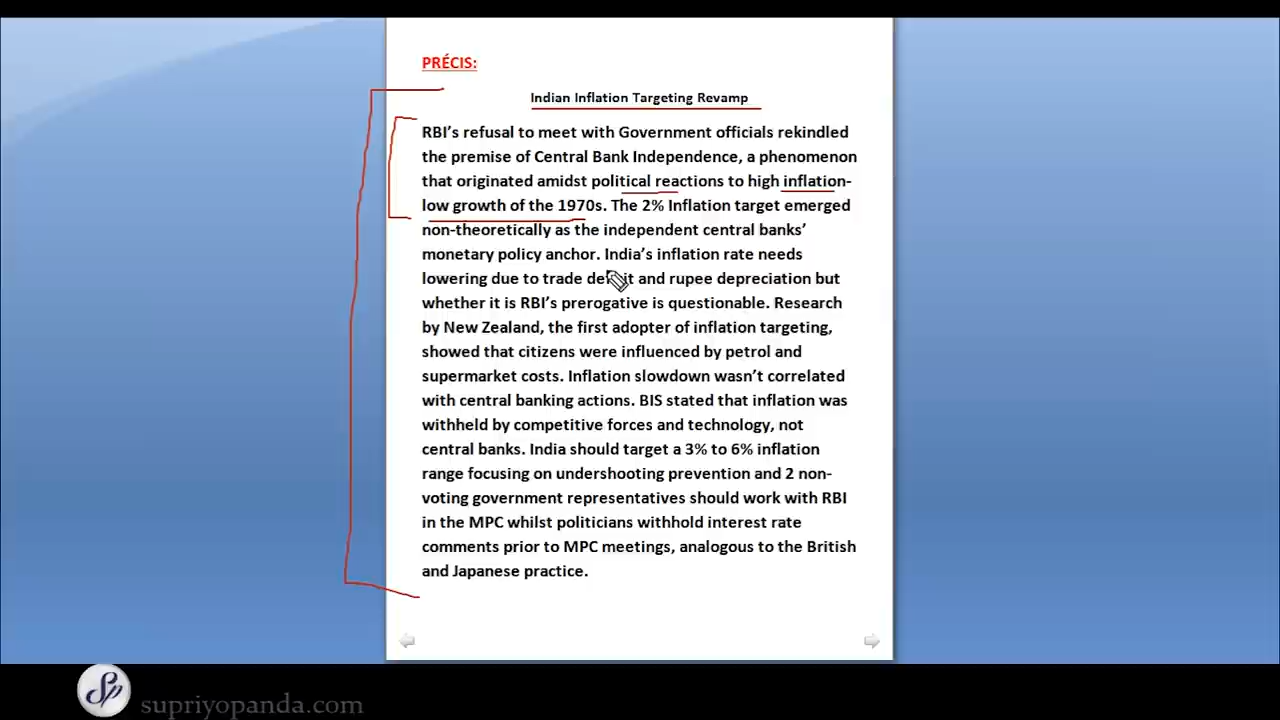 PRÉCIS:
Indian Inflation Targeting Revamp
RBI's refusal to meet with Government officials rekindled
the premise of Central Bank Independence, a phenomenon
that originated amidst political reactions to high inflation-
low growth of the 1970s. The 2% Inflation target emerged
non-theoretically as the independent central banks'
monetary policy anchor. India's inflation rate needs
lowering due to trade deficit and rupee depreciation but
whether it is RBI's prerogative is questionable. Research
by New Zealand, the first adopter of inflation targeting,
showed that citizens were influenced by petrol and
supermarket costs. Inflation slowdown wasn't correlated
with central banking actions. BIS stated that inflation was
withheld by competitive forces and technology, not
central banks. India should target a 3% to 6% inflation
range focusing on undershooting prevention and 2 non-
voting government representatives should work with RBI
in the MPC whilst politicians withhold interest rate
comments prior to MPC meetings, analogous to the British
and Japanese practice.
Sp
supriyopanda.com